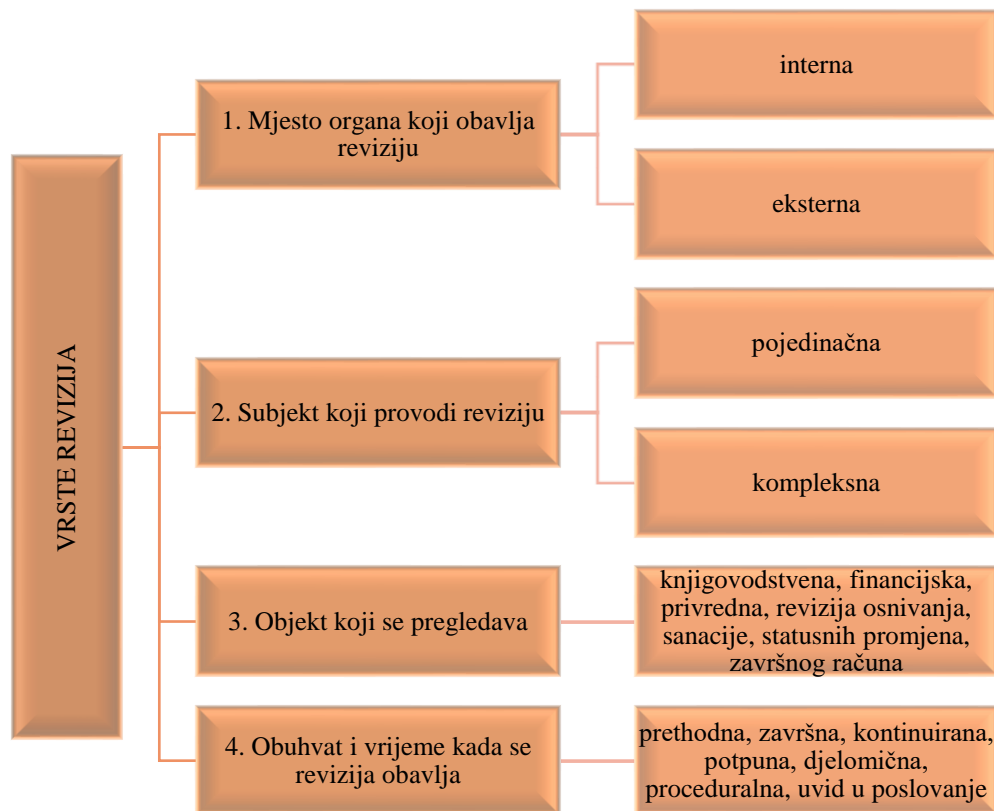 VRSTE REVIZIJA
1. Mjesto organa koji obavlja
reviziju
interna
eksterna
2. Subjekt koji provodi reviziju
pojedinačna
kompleksna
3. Objekt koji se pregledava
knjigovodstvena, financijska,
privredna, revizija osnivanja,
sanacije, statusnih promjena,
završnog računa
4. Obuhvat i vrijeme kada se
revizija obavlja
prethodna, završna, kontinuirana,
potpuna, djelomična,
proceduralna, uvid u poslovanje